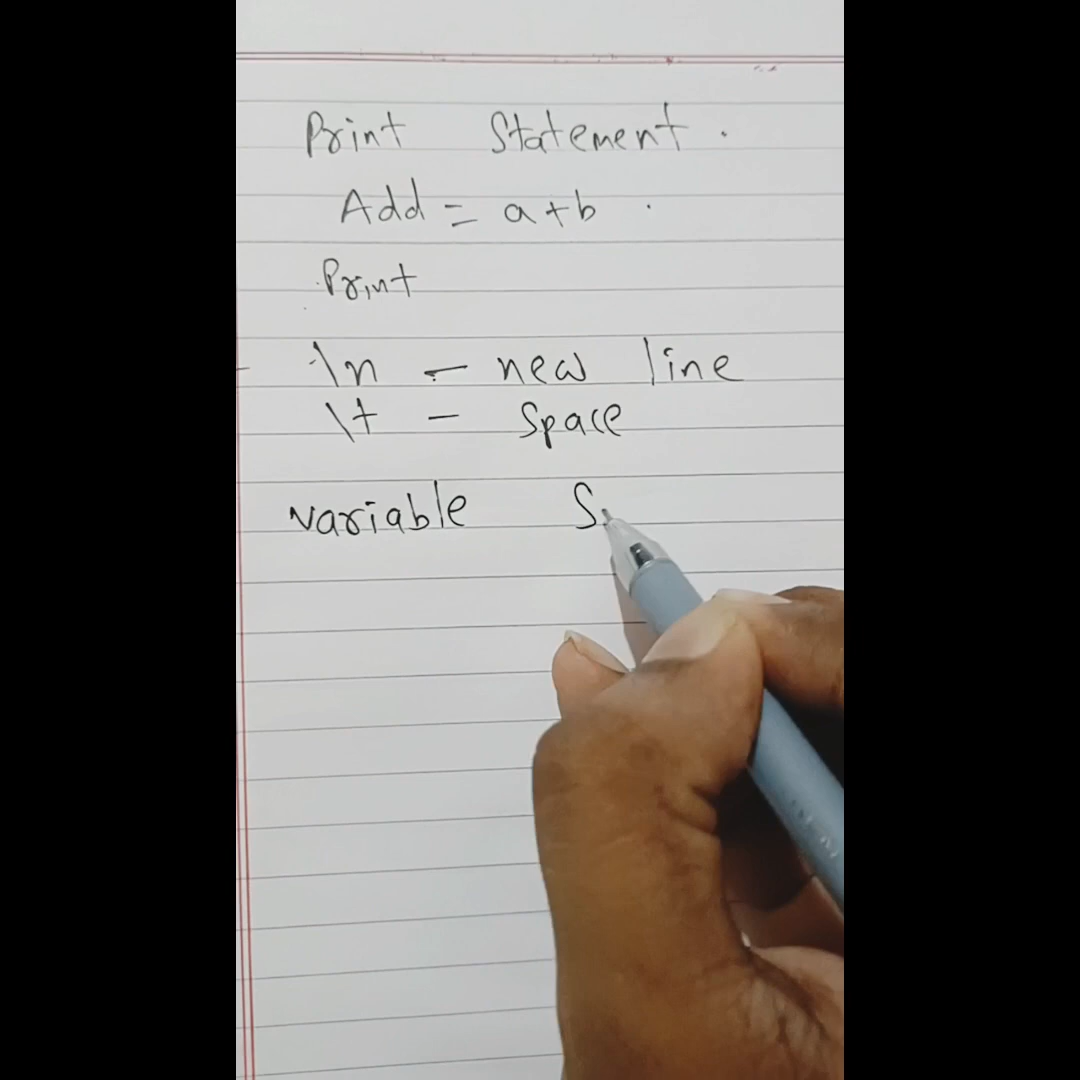 Print Statement.
Add = a+b.
Print
\n - new line
\t - Space
variable S